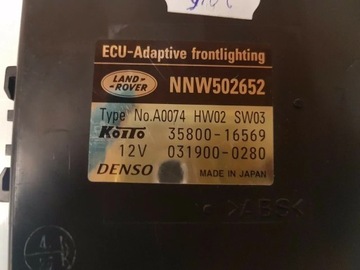 ECU-Adaptive frontlighting
LAND-
ROVER
NNW502652
Type No.A0074 HW02 SW03
KOITO 35800-16569
12V 031900-0280
DENSO MADE IN JAPAN
>ABS<